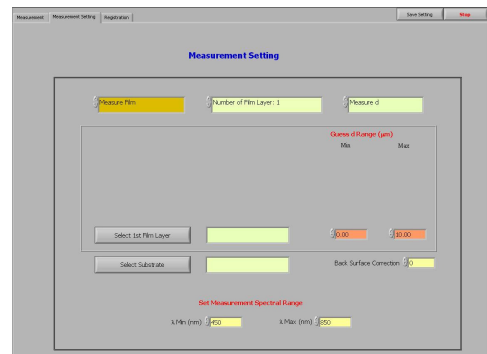 Measurement Measurement Setting Registration Save Setting Stop
Measurement Setting
Measure Film Number of Film Layer: 1 Measure d
Guess d Range (μm)
Min Max
Select 1st Film Layer 0.00 10.00
Select Substrate Back Surface Correction 0
Set Measurement Spectral Range
λ Min (nm) 450 λ Max (nm) 850